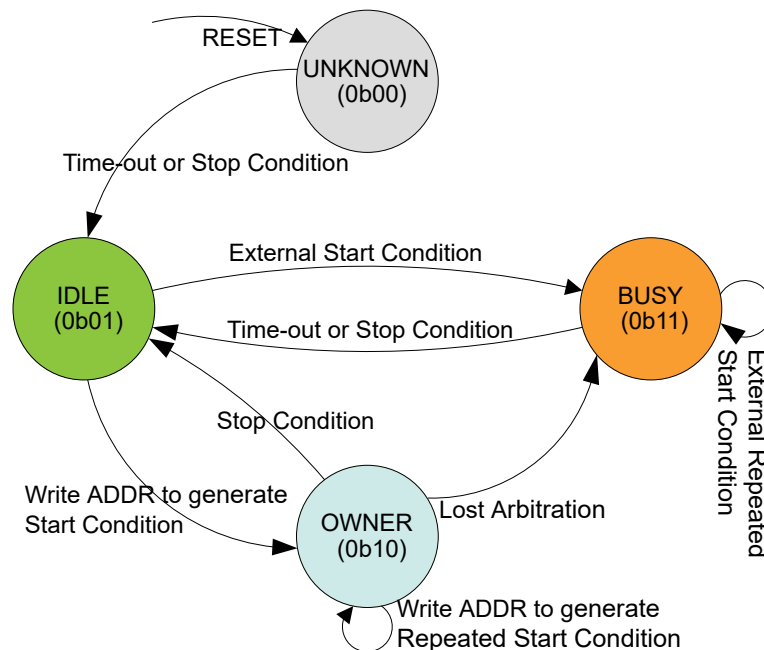 RESET
UNKNOWN
(0b00)
Time-out or Stop Condition
External Start Condition
IDLE
(0b01)
BUSY
(0b11)
Time-out or Stop Condition
External Repeated
Start Condition
Stop Condition
Write ADDR to generate
Start Condition
Lost Arbitration
OWNER
(0b10)
Write ADDR to generate
Repeated Start Condition